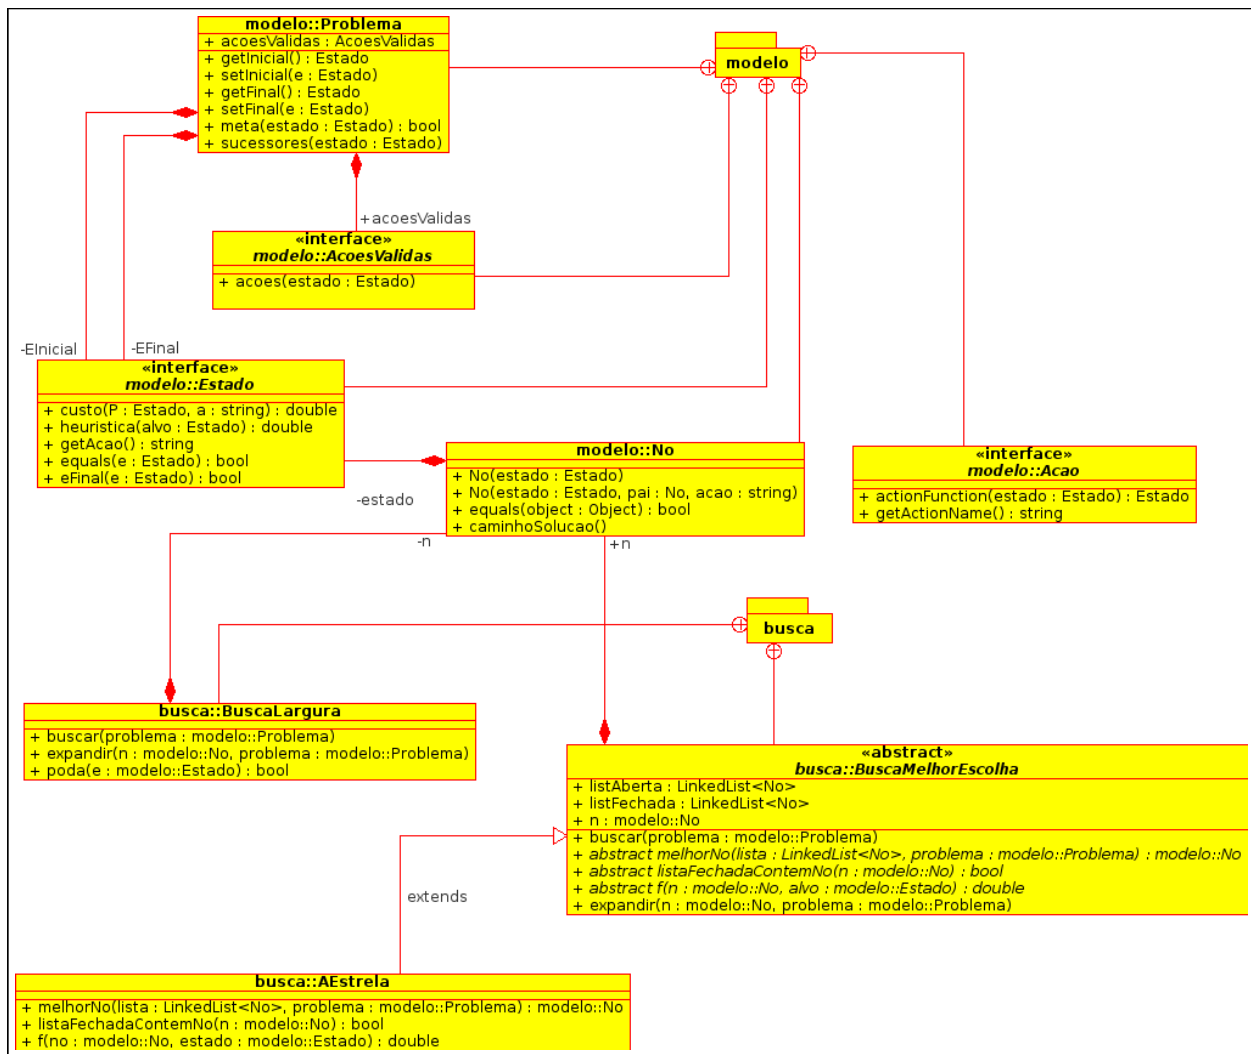 modelo::Problema
+ acoesValidas : AcoesValidas
+ getInicial() : Estado
+ setInicial(e : Estado)
+ getFinal() : Estado
+ setFinal(e : Estado)
+ meta(estado : Estado) : bool
+ sucessores(estado : Estado)
modelo
+acoesValidas
«interface»
modelo::AcoesValidas
+ acoes(estado : Estado)
-EInicial
-EFinal
«interface»
modelo::Estado
+ custo(P : Estado, a : string) : double
+ heuristica(alvo : Estado) : double
+ getAcao() : string
+ equals(e : Estado) : bool
+ eFinal(e : Estado) : bool
-estado
modelo::No
+ No(estado : Estado)
+ No(estado : Estado, pai : No, acao : string)
+ equals(object : Object) : bool
+ caminhoSolucao()
«interface»
modelo::Acao
+ actionFunction(estado : Estado) : Estado
+ getActionName() : string
-n
+n
busca
busca::BuscaLargura
+ buscar(problema : modelo::Problema)
+ expandir(n : modelo::No, problema : modelo::Problema)
+ poda(e : modelo::Estado) : bool
«abstract»
busca::BuscaMelhorEscolha
+ listAberta : LinkedList<No>
+ listFechada : LinkedList<No>
+ n : modelo::No
+ buscar(problema : modelo::Problema)
+ abstract melhorNo(lista : LinkedList<No>, problema : modelo::Problema) : modelo::No
+ abstract listaFechadaContemNo(n : modelo::No) : bool
+ abstract f(n : modelo::No, alvo : modelo::Estado) : double
+ expandir(n : modelo::No, problema : modelo::Problema)
extends
busca::AEstrela
+ melhorNo(lista : LinkedList<No>, problema : modelo::Problema) : modelo::No
+ listaFechadaContemNo(n : modelo::No) : bool
+ f(no : modelo::No, estado : modelo::Estado) : double